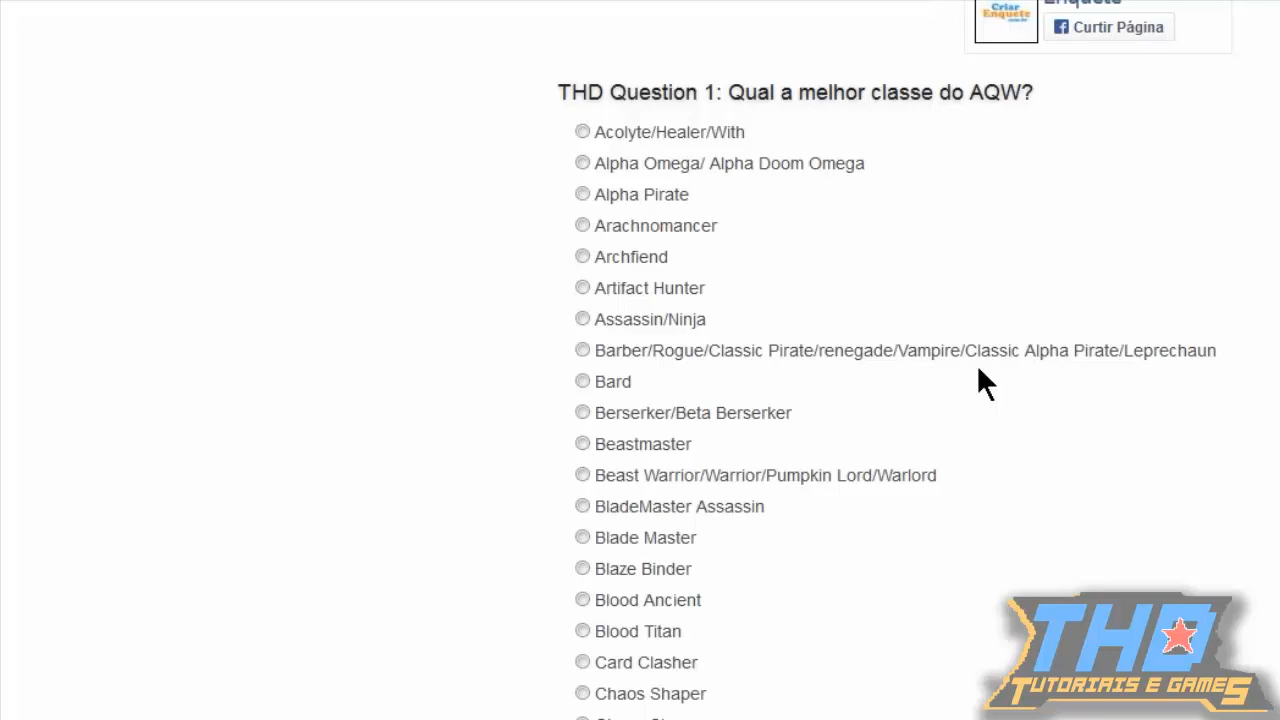 Criar
Enquete
Enquete
Curtir Página
THD Question 1: Qual a melhor classe do AQW?
Acolyte/Healer/With
Alpha Omega/ Alpha Doom Omega
Alpha Pirate
Arachnomancer
Archfiend
Artifact Hunter
Assassin/Ninja
Barber/Rogue/Classic Pirate/renegade/Vampire/Classic Alpha Pirate/Leprechaun
Bard
Berserker/Beta Berserker
Beastmaster
Beast Warrior/Warrior/Pumpkin Lord/Warlord
BladeMaster Assassin
Blade Master
Blaze Binder
Blood Ancient
Blood Titan
Card Clasher
Chaos Shaper
THD
TUTORIAIS E GAMES